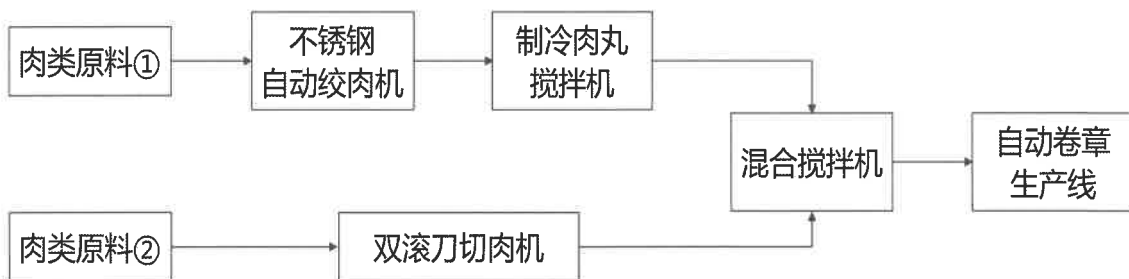 肉类原料①
不锈钢
自动绞肉机
制冷肉丸
搅拌机
混合搅拌机
自动卷章
生产线
肉类原料②
双滚刀切肉机